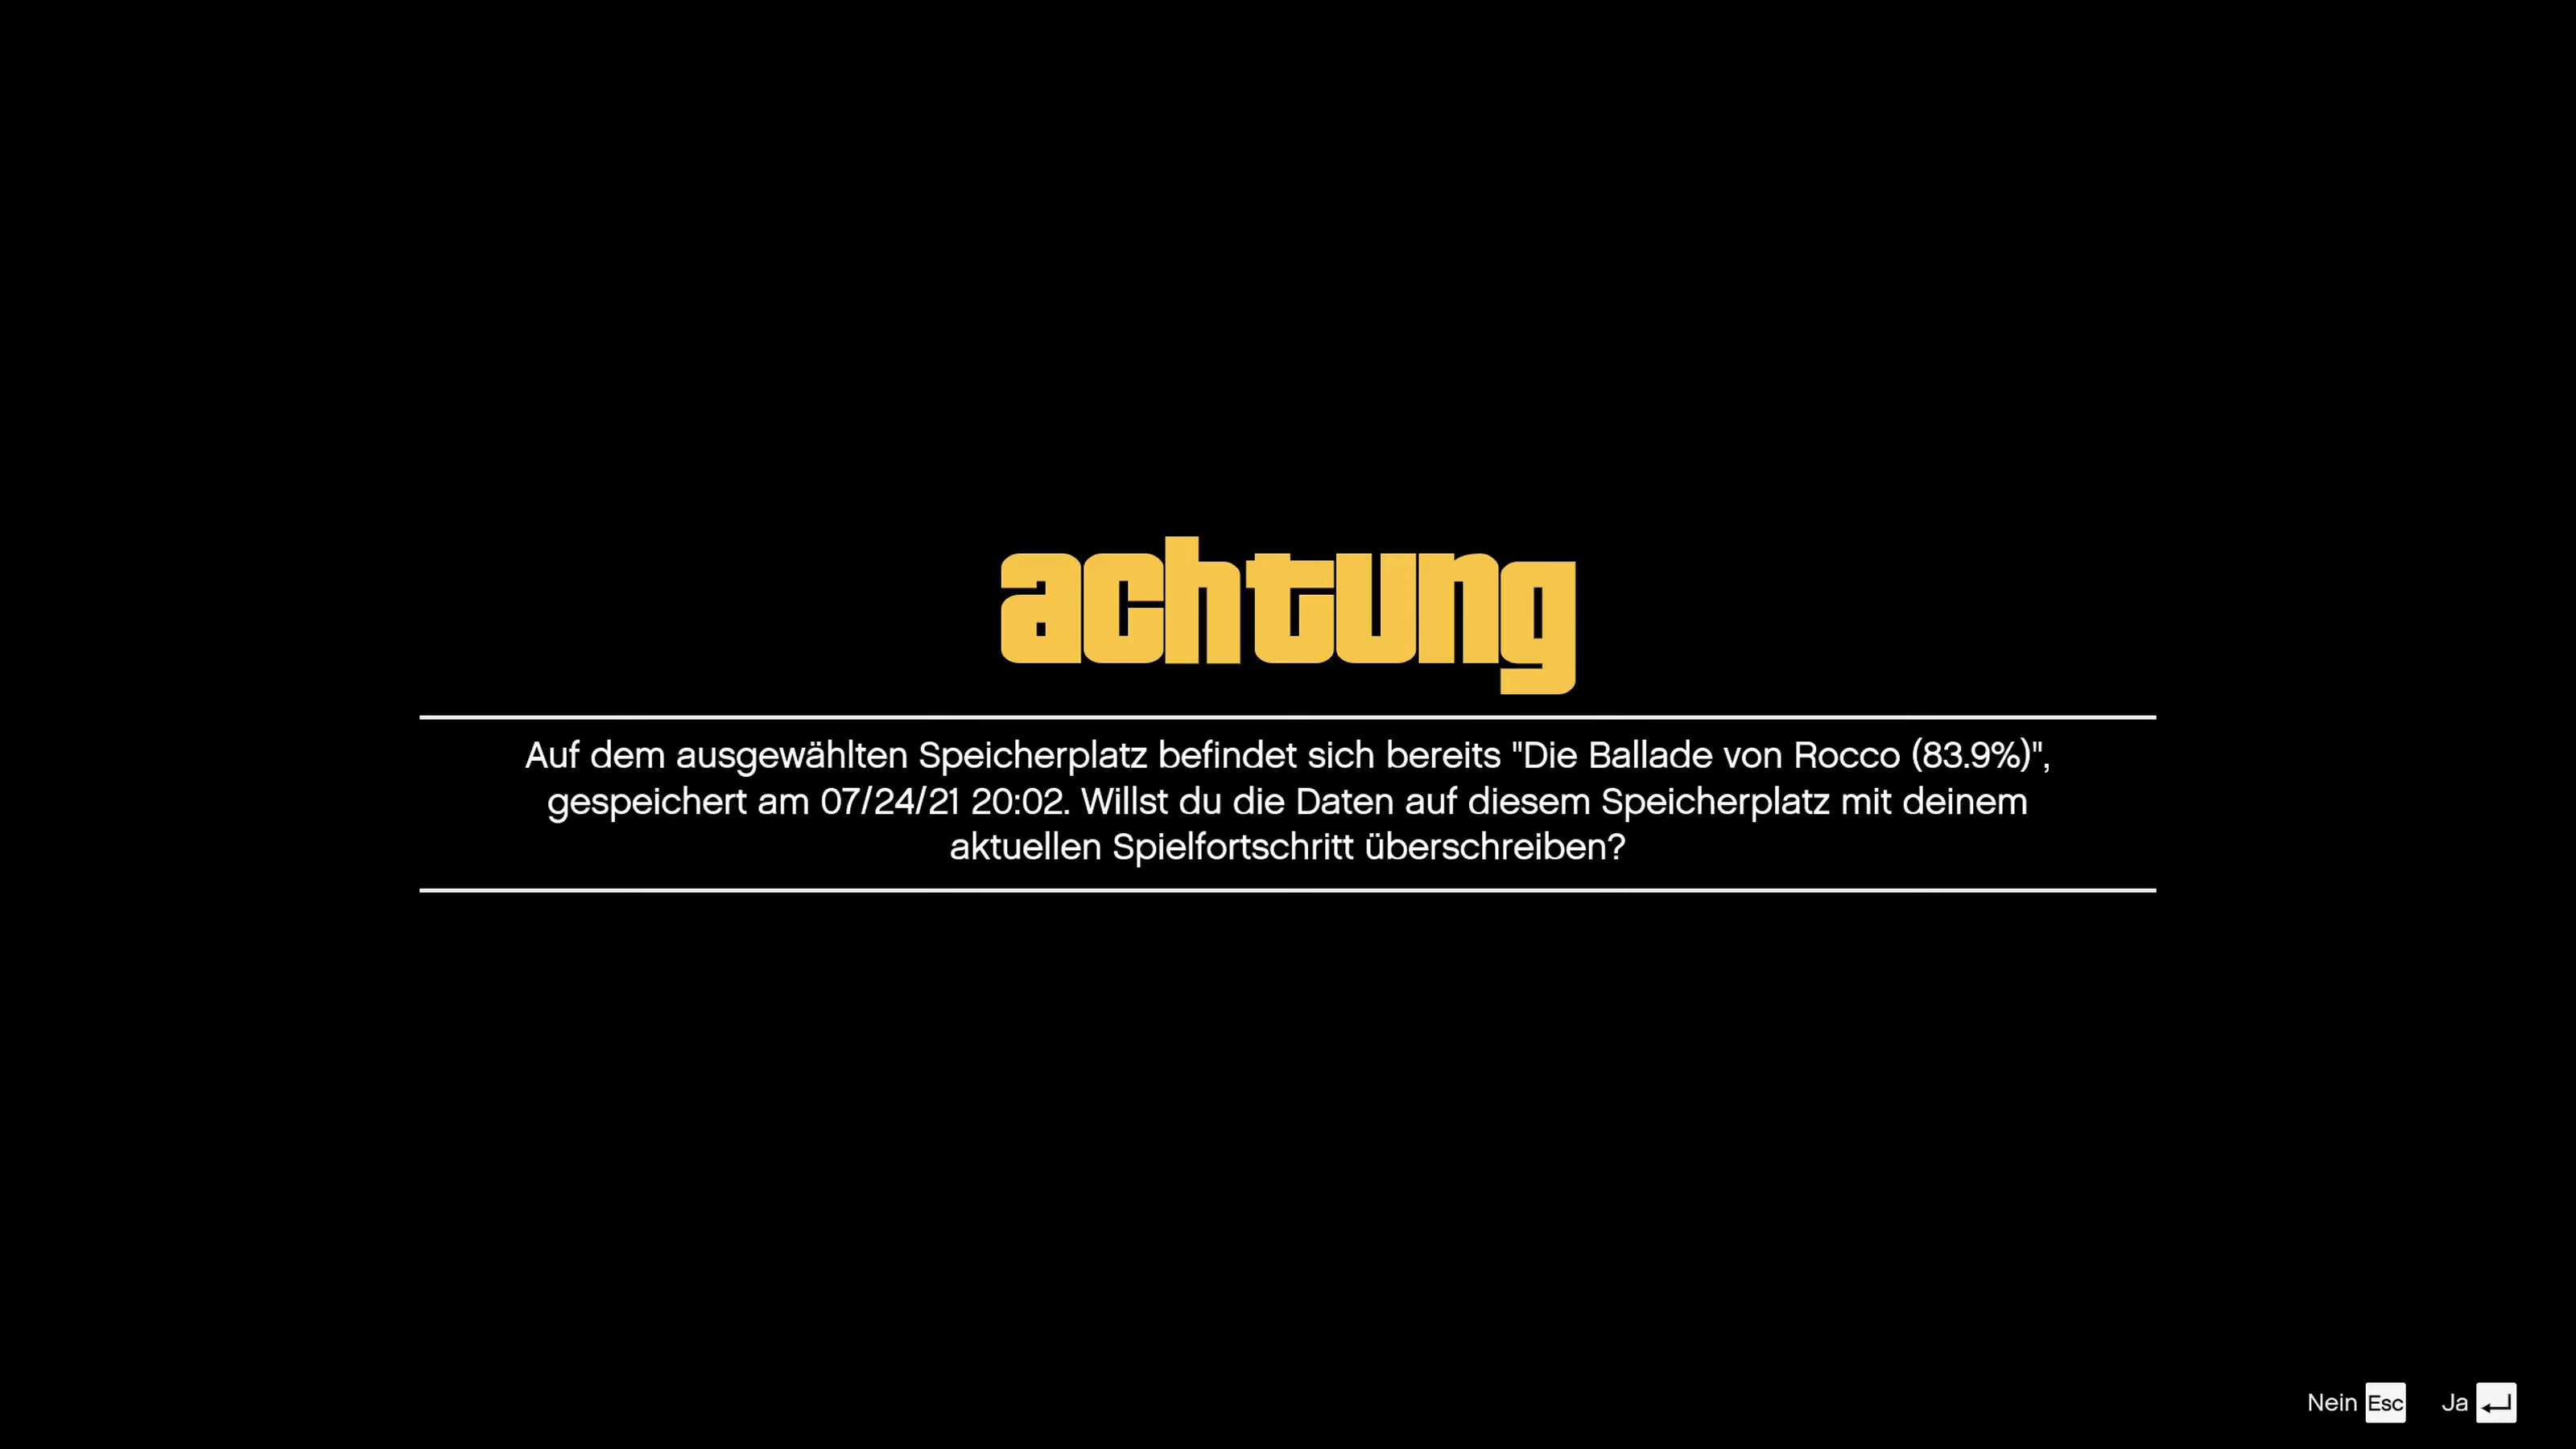 achtung
Auf dem ausgewählten Speicherplatz befindet sich bereits "Die Ballade von Rocco (83.9%)",
gespeichert am 07/24/21 20:02. Willst du die Daten auf diesem Speicherplatz mit deinem
aktuellen Spielfortschritt überschreiben?
Nein Esc Ja